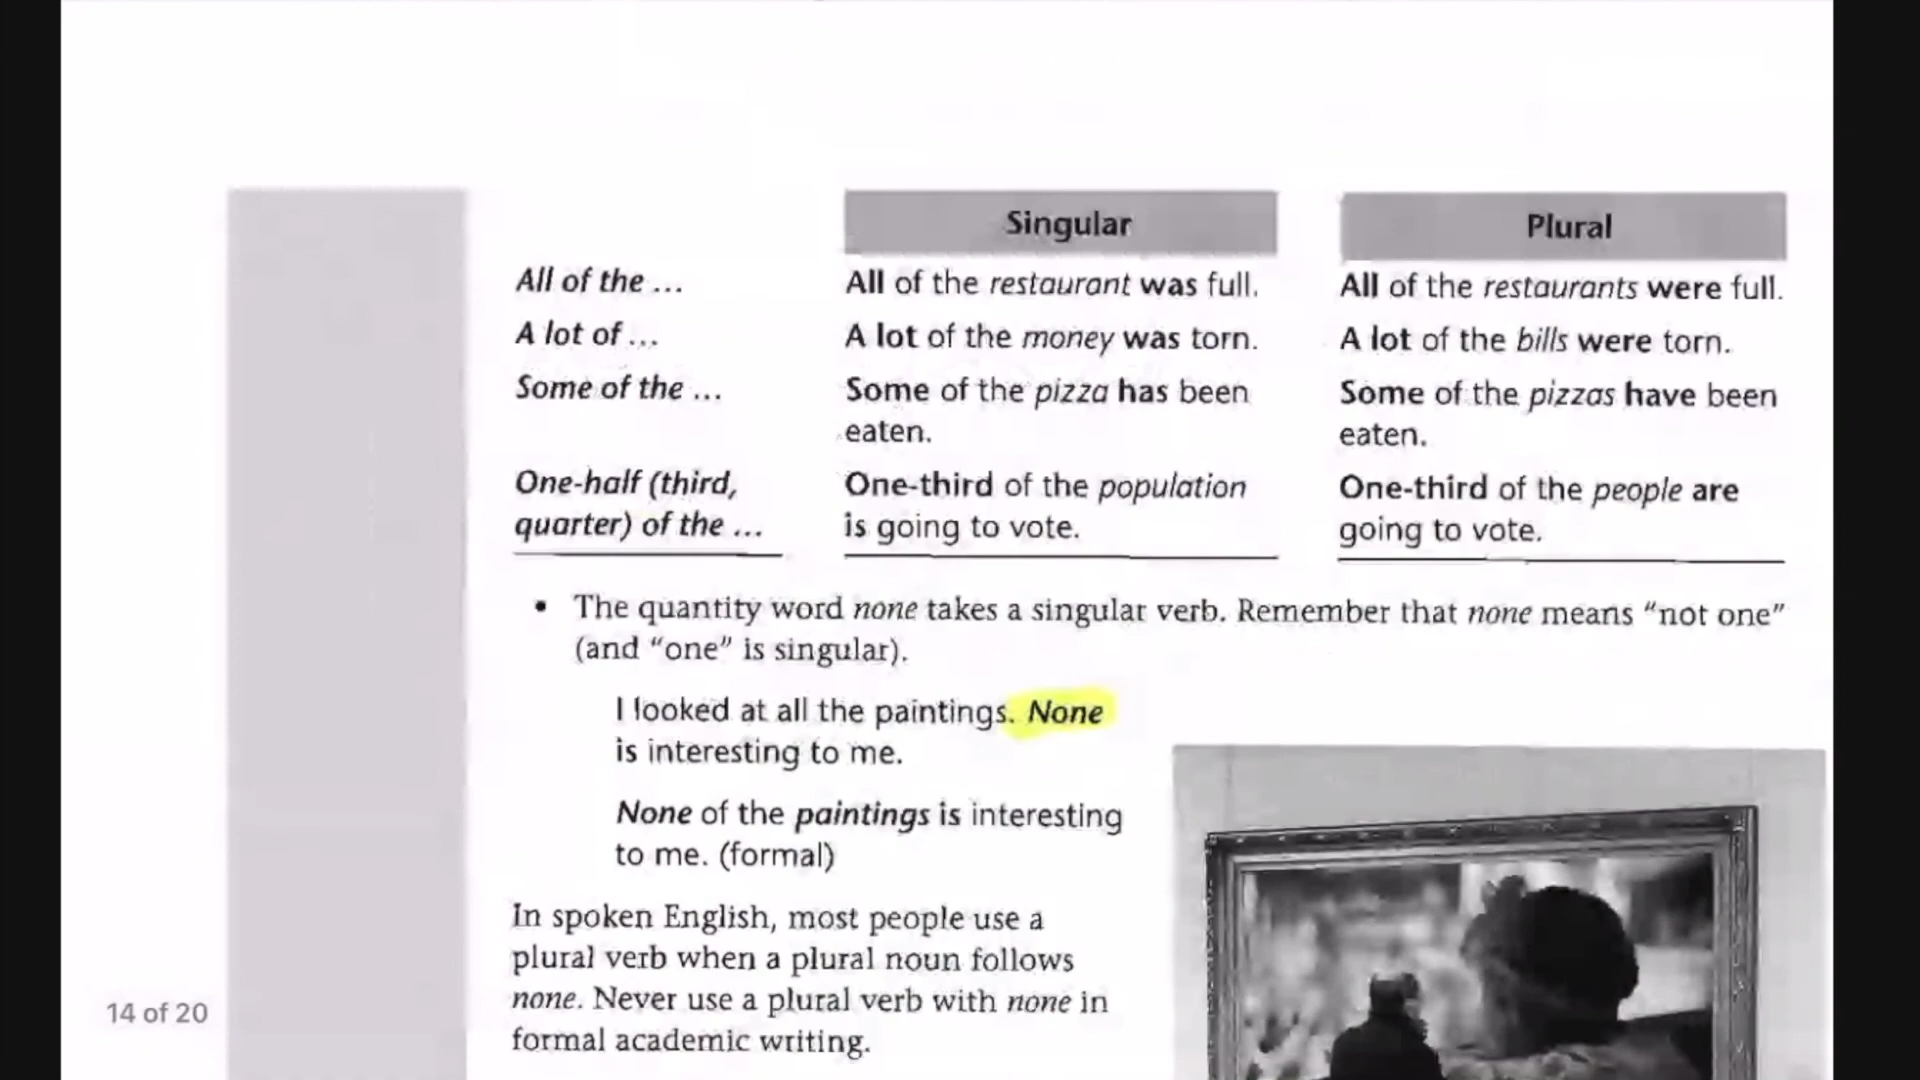 Singular Plural
All of the ... All of the restaurant was full. All of the restaurants were full.
A lot of ... A lot of the money was torn. A lot of the bills were torn.
Some of the ... Some of the pizza has been Some of the pizzas have been
eaten. eaten.
One-half (third, One-third of the population One-third of the people are
quarter) of the ... is going to vote. going to vote.
• The quantity word none takes a singular verb. Remember that none means “not one”
(and “one” is singular).
I looked at all the paintings. None
is interesting to me.
None of the paintings is interesting
to me. (formal)
In spoken English, most people use a
plural verb when a plural noun follows
none. Never use a plural verb with none in
formal academic writing.
14 of 20